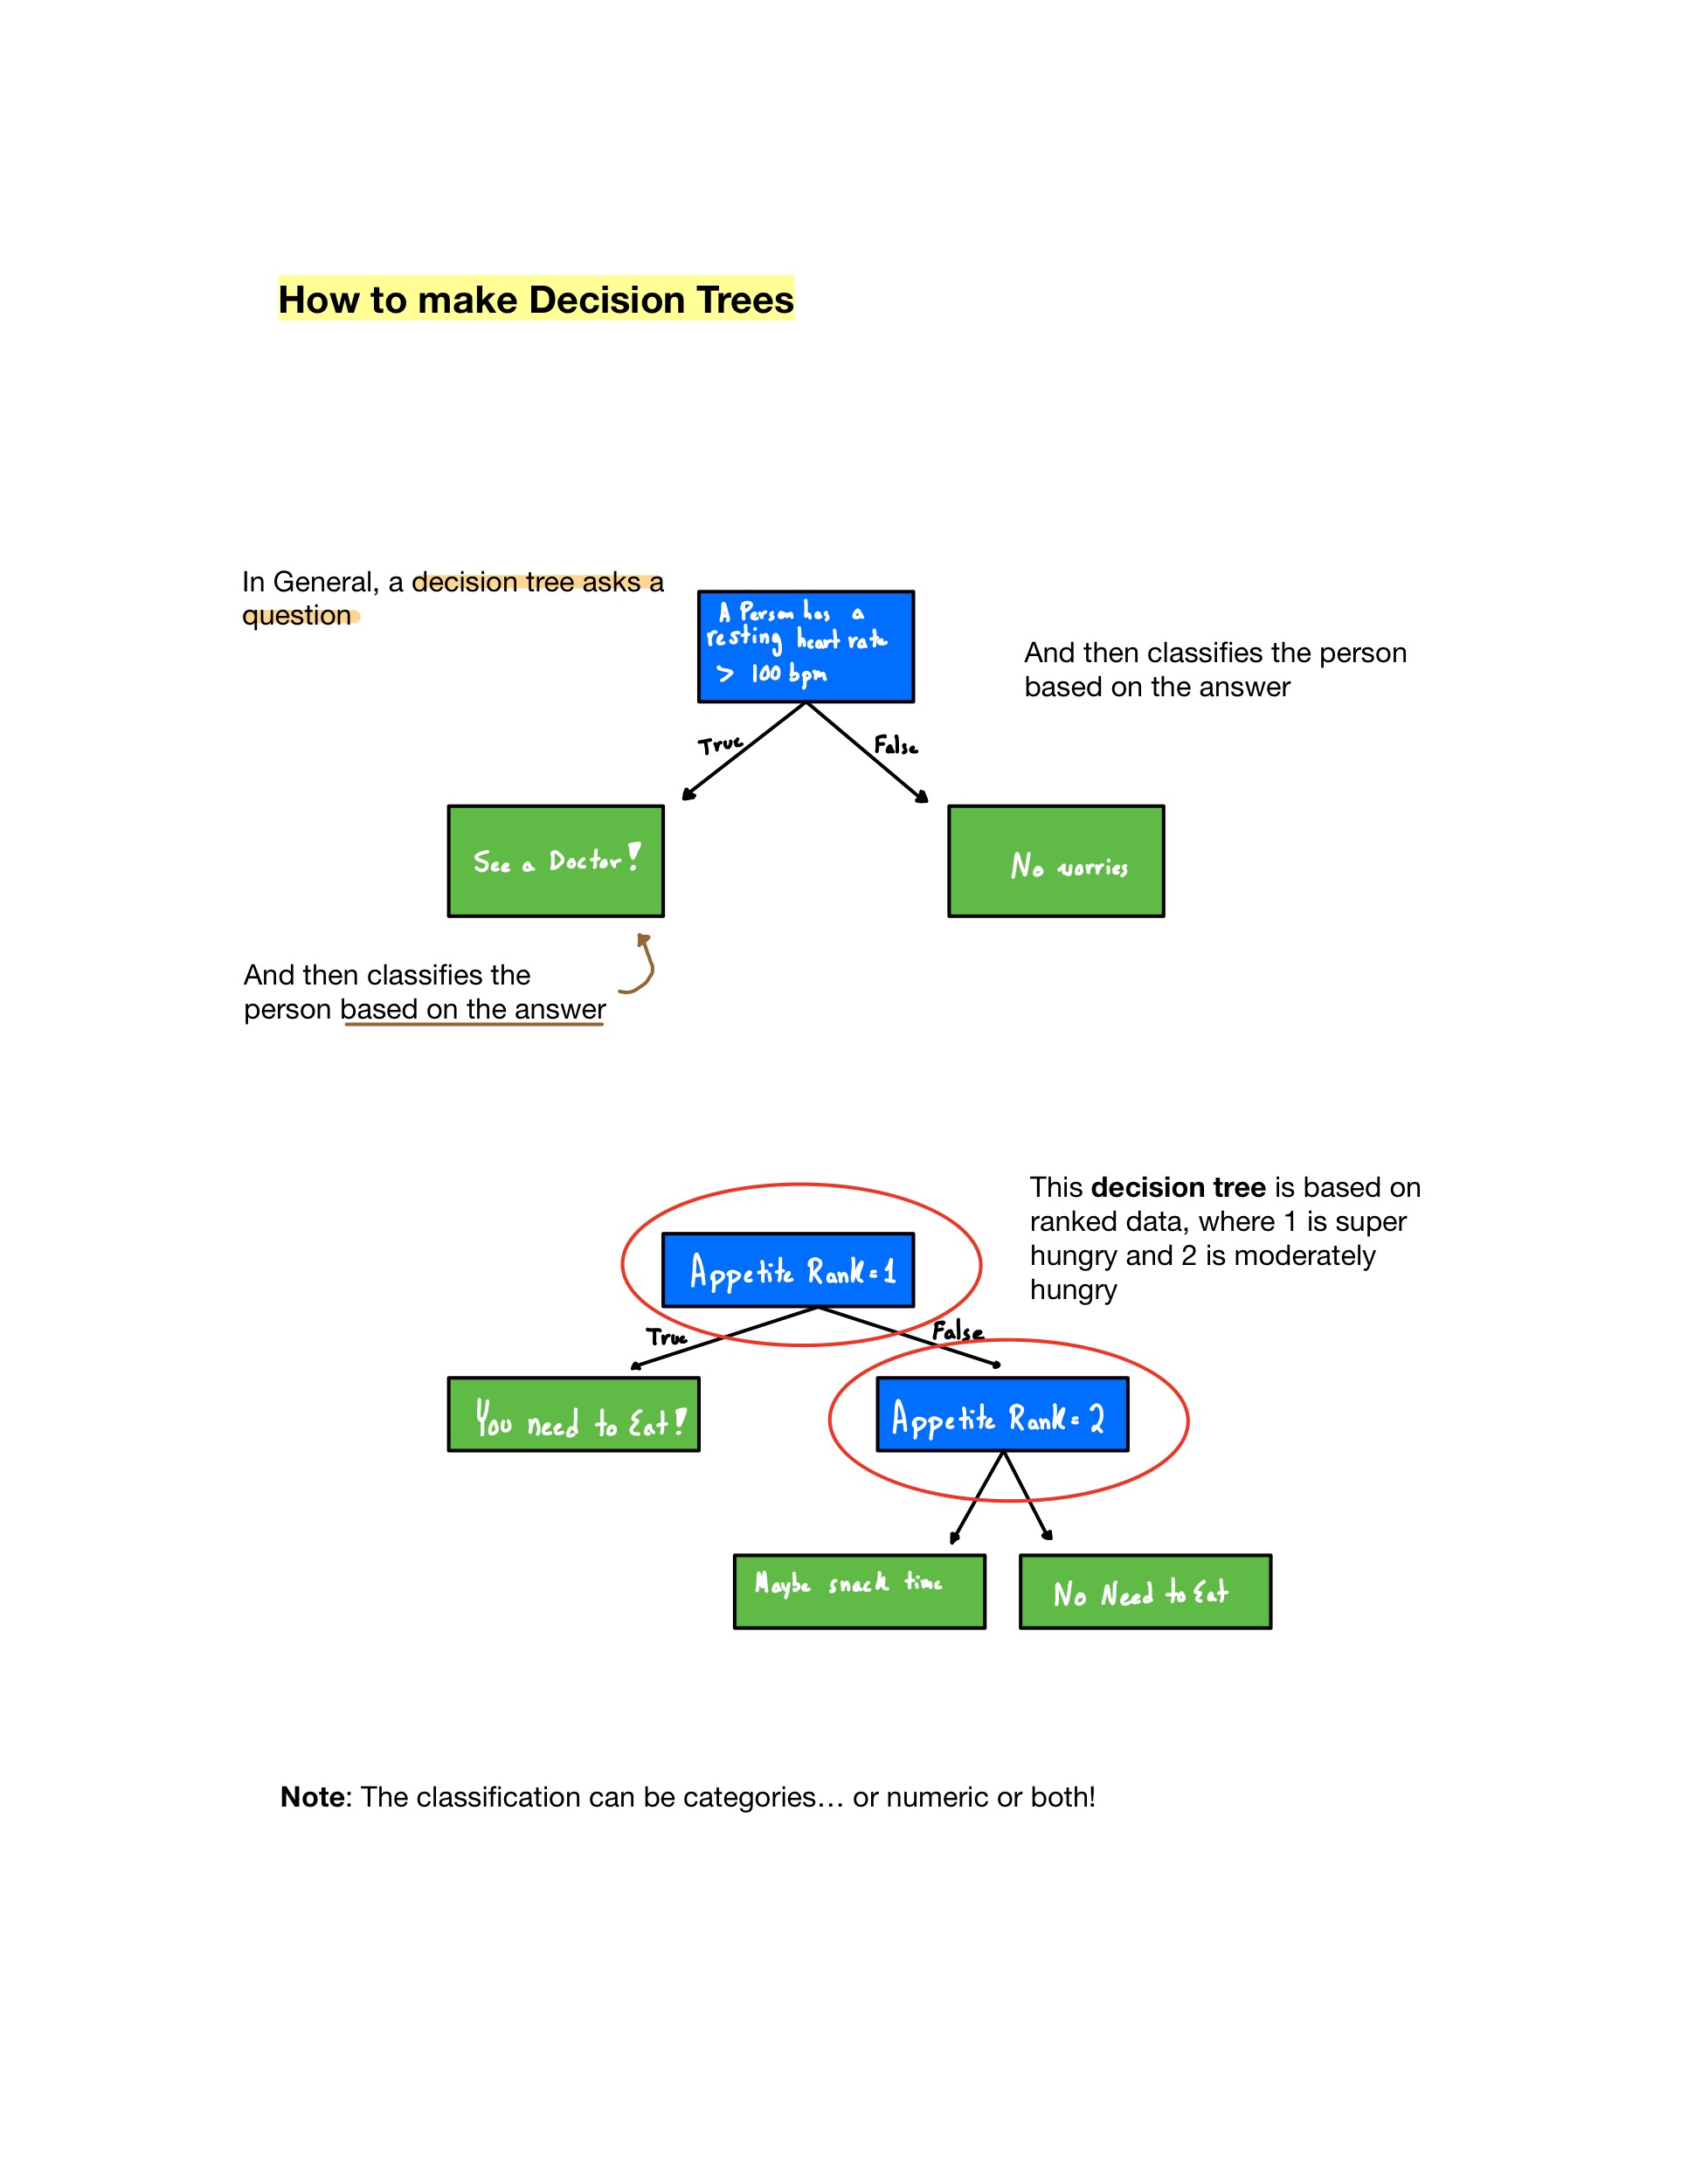 How to make Decision Trees
In General, a decision tree asks a
question
A Person has a
resting heart rate
> 100 bpm
And then classifies the person
based on the answer
True
False
See a Doctor!
No worries
And then classifies the
person based on the answer
This decision tree is based on
ranked data, where 1 is super
hungry and 2 is moderately
hungry
Appetite Rank=1
True
False
You need to Eat!
Appetite Rank=2
Maybe snack time
No Need to Eat
Note: The classification can be categories… or numeric or both!